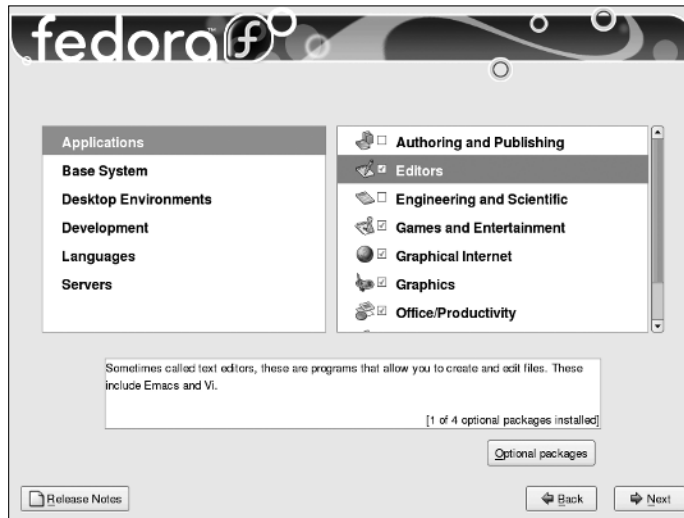 fedora
Applications
Base System
Desktop Environments
Development
Languages
Servers
Authoring and Publishing
Editors
Engineering and Scientific
Games and Entertainment
Graphical Internet
Graphics
Office/Productivity
Sometimes called text editors, these are programs that allow you to create and edit files. These
include Emacs and Vi.
[1 of 4 optional packages installed]
Optional packages
Release Notes
Back
Next